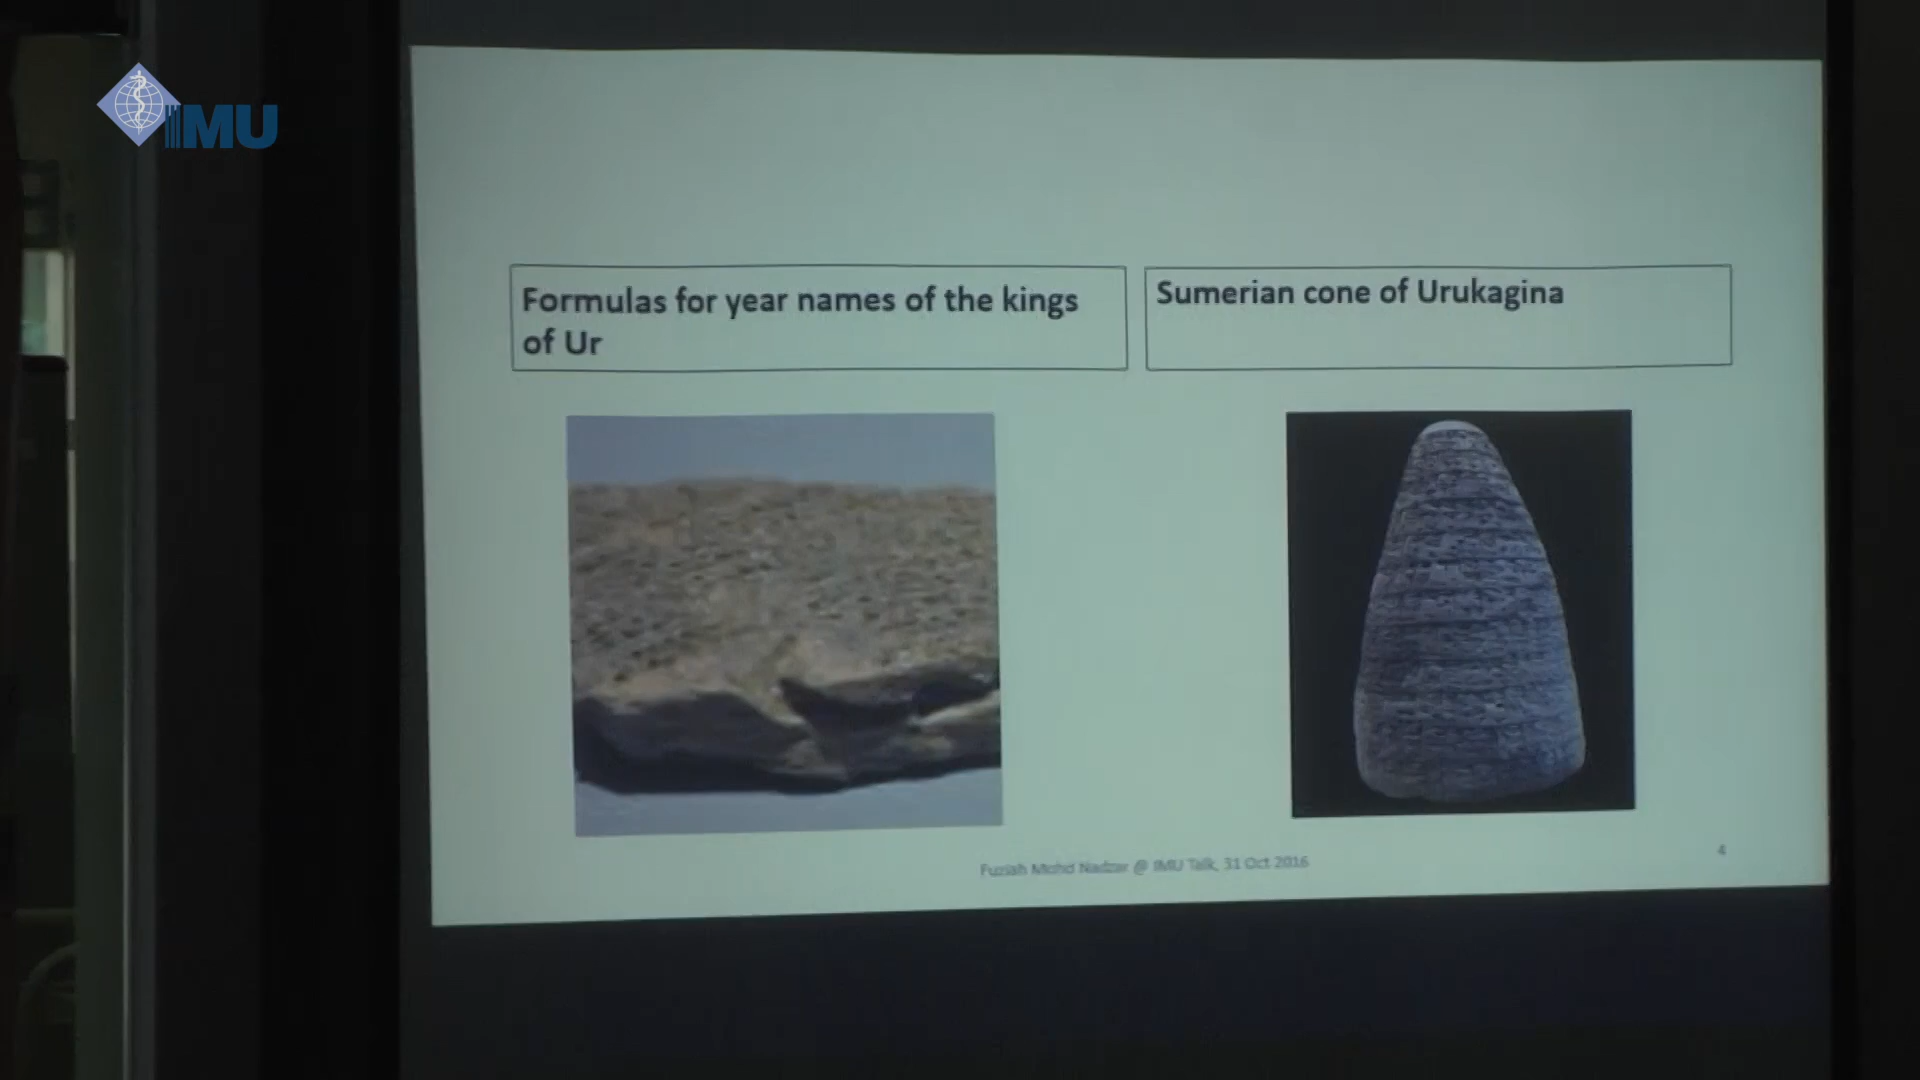 IMU
Formulas for year names of the kings
of Ur
Sumerian cone of Urukagina
Fuziah Mohd Nadzar @ IMU Talk, 31 Oct 2016
4